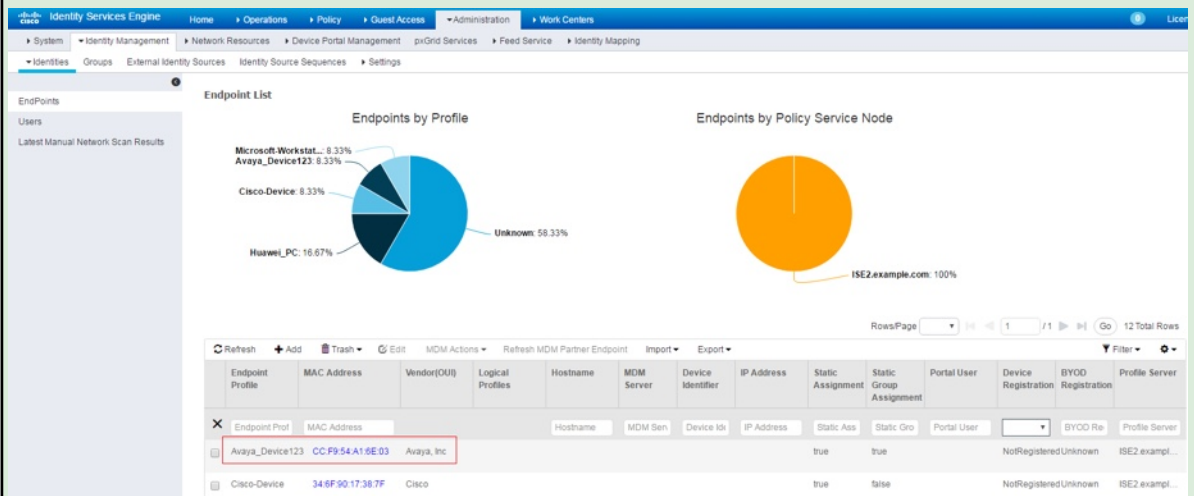 cisco Identity Services Engine Home Operations Policy Guest Access Administration Work Centers 0 Licen
System Identity Management Network Resources Device Portal Management pxGrid Services Feed Service Identity Mapping
Identities Groups External Identity Sources Identity Source Sequences Settings
EndPoints
Users
Latest Manual Network Scan Results
Endpoint List
Endpoints by Profile
Microsoft-Workstat...: 8.33%
Avaya_Device123: 8.33%
Cisco-Device: 8.33%
Huawei_PC: 16.67%
Unknown: 58.33%
Endpoints by Policy Service Node
ISE2.example.com: 100%
Rows/Page 1 /1 Go 12 Total Rows
Refresh Add Trash Edit MDM Actions Refresh MDM Partner Endpoint Import Export Filter
Endpoint Profile MAC Address Vendor(OUI) Logical Profiles Hostname MDM Server Device Identifier IP Address Static Assignment Static Group Assignment Portal User Device Registration BYOD Registration Profile Server
Endpoint Prof MAC Address Hostname MDM Sen Device Ide IP Address Static Ass Static Gro Portal User BYOD Re Profile Server
Avaya_Device123 CC:F9:54:A1:6E:03 Avaya, Inc true true NotRegistered Unknown ISE2.exampl...
Cisco-Device 34:6F:90:17:38:7F Cisco true false NotRegistered Unknown ISE2.exampl...